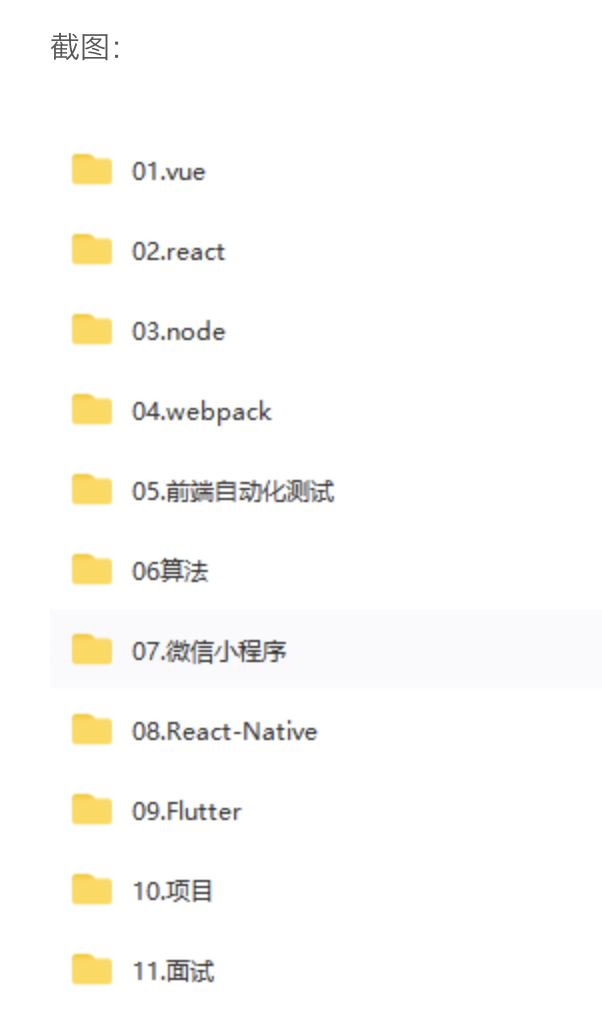 截图：
01.vue
02.react
03.node
04.webpack
05.前端自动化测试
06算法
07.微信小程序
08.React-Native
09.Flutter
10.项目
11.面试